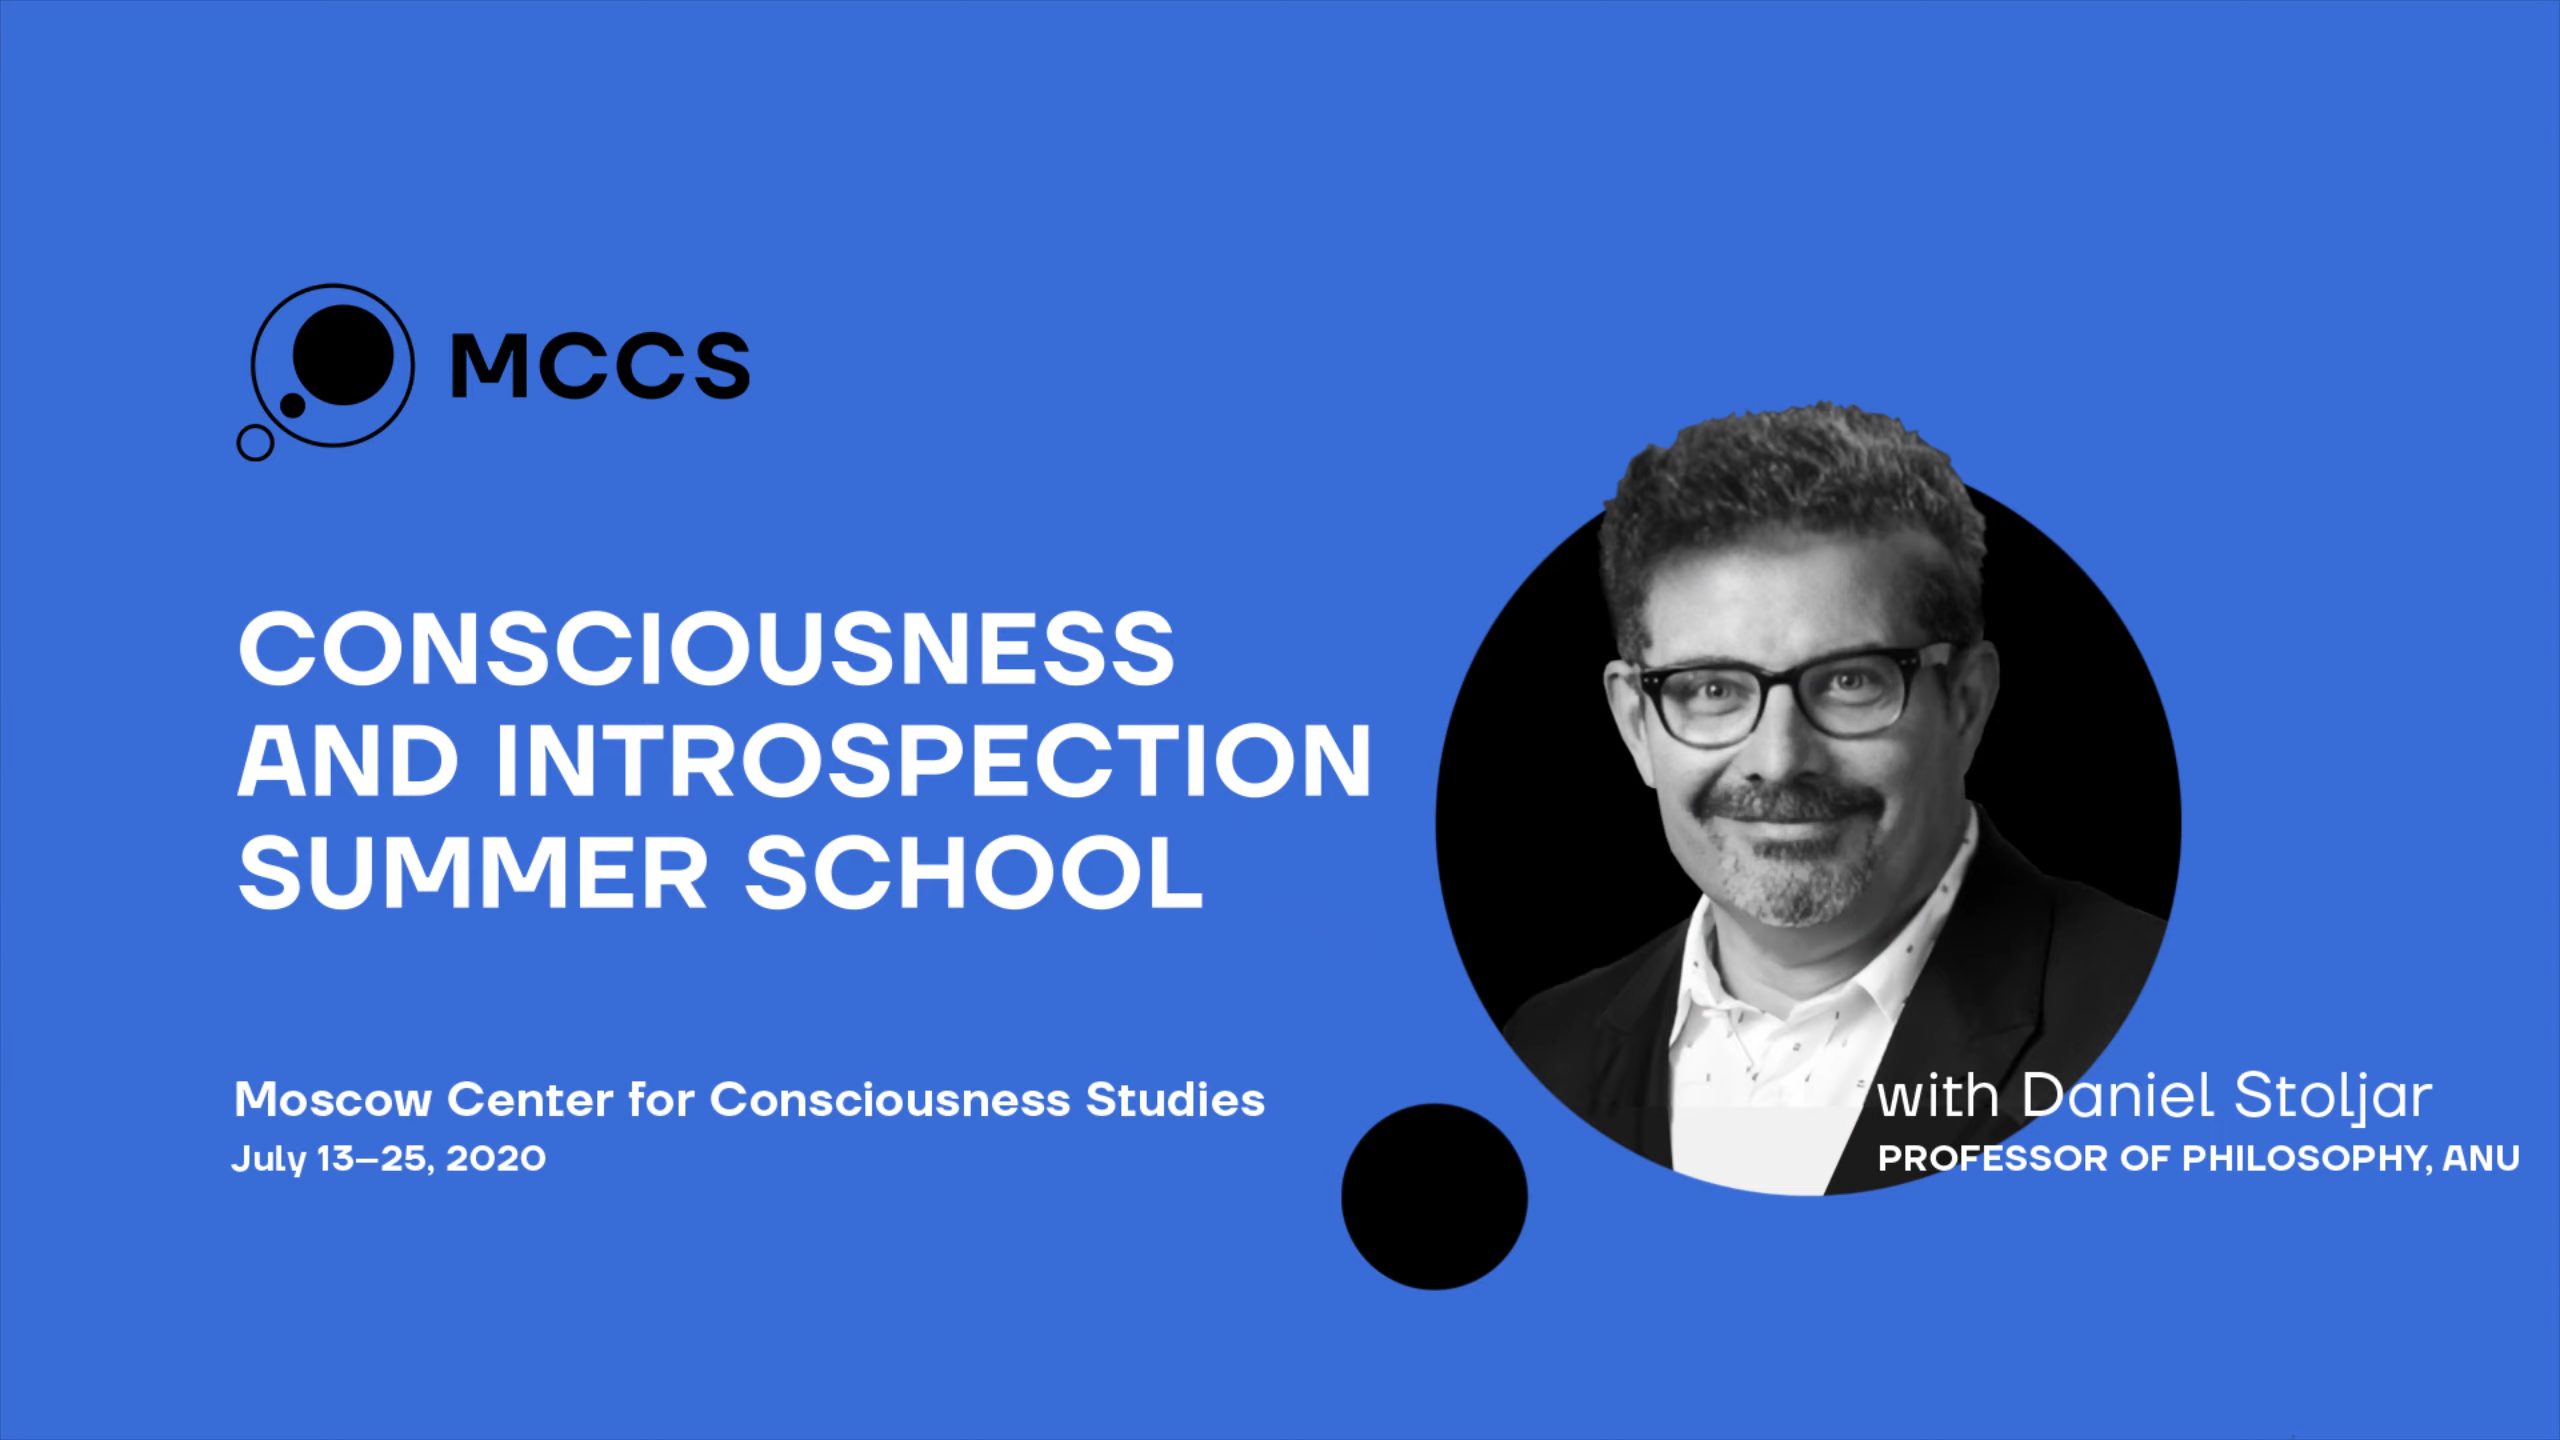 MCCS
CONSCIOUSNESS
AND INTROSPECTION
SUMMER SCHOOL
Moscow Center for Consciousness Studies
July 13–25, 2020
with Daniel Stoljar
PROFESSOR OF PHILOSOPHY, ANU